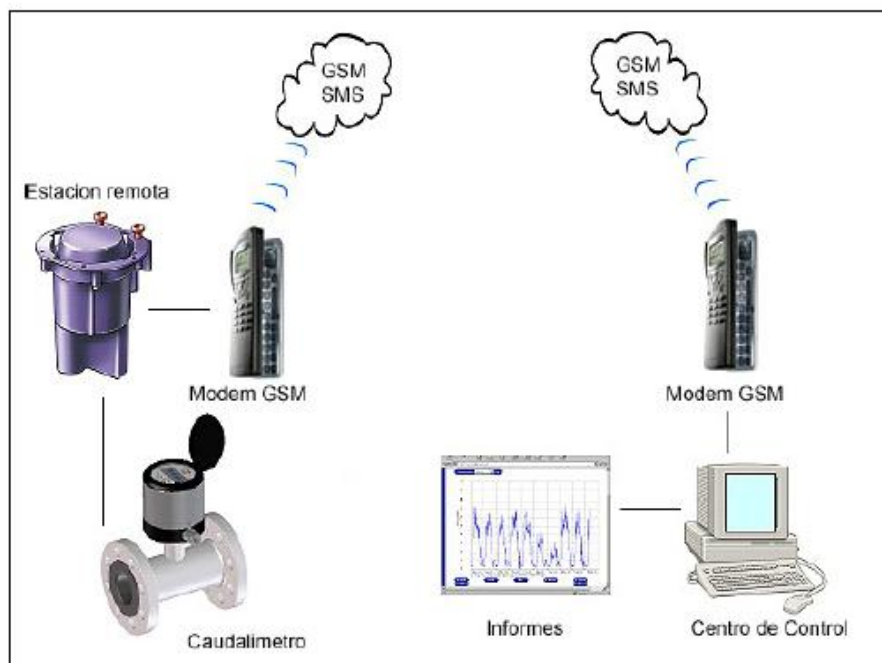 GSM
SMS
GSM
SMS
Estacion remota
Modem GSM
Modem GSM
Caudalimetro
Informes
Centro de Control